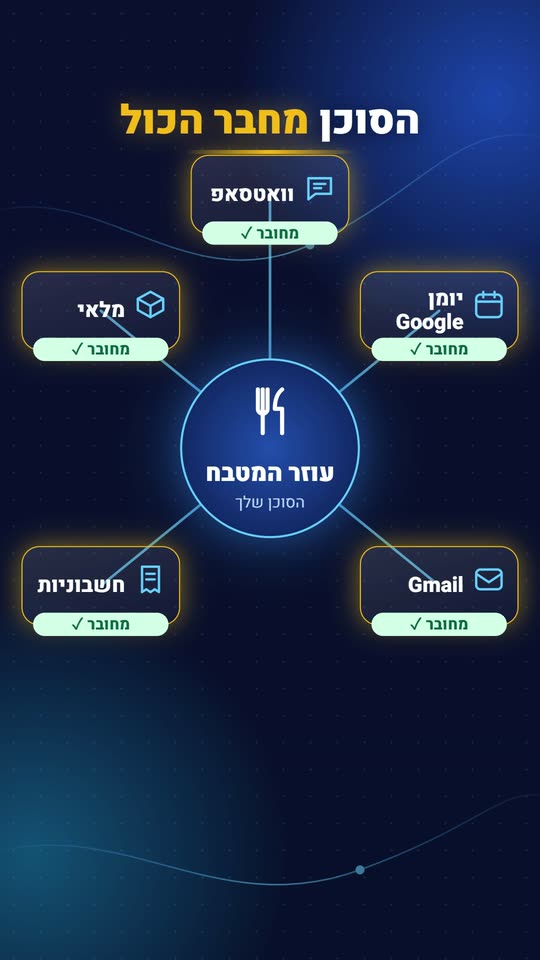 הסוכן מחבר הכול
וואטסאפ
מחובר ✓
יומן
Google
מחובר ✓
מלאי
מחובר ✓
עוזר המטבח
הסוכן שלך
Gmail
מחובר ✓
חשבוניות
מחובר ✓